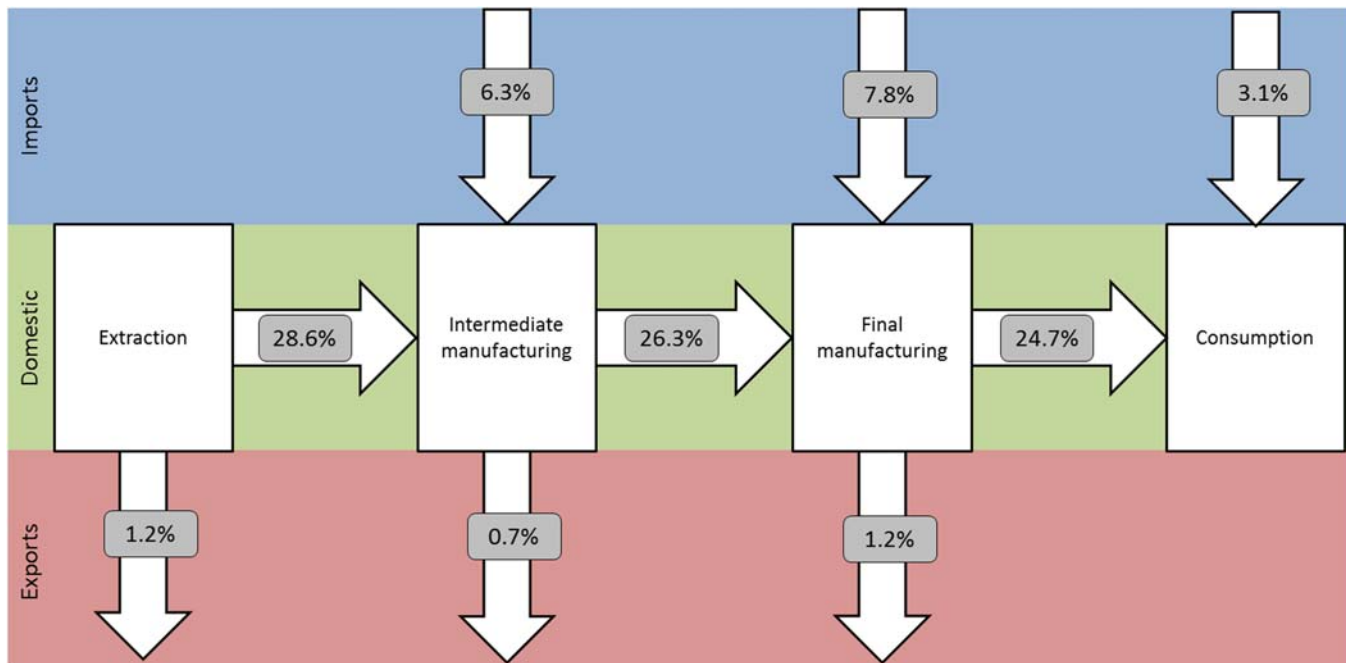 Imports
6.3%
7.8%
3.1%
Domestic
Extraction
28.6%
Intermediate
manufacturing
26.3%
Final
manufacturing
24.7%
Consumption
Exports
1.2%
0.7%
1.2%